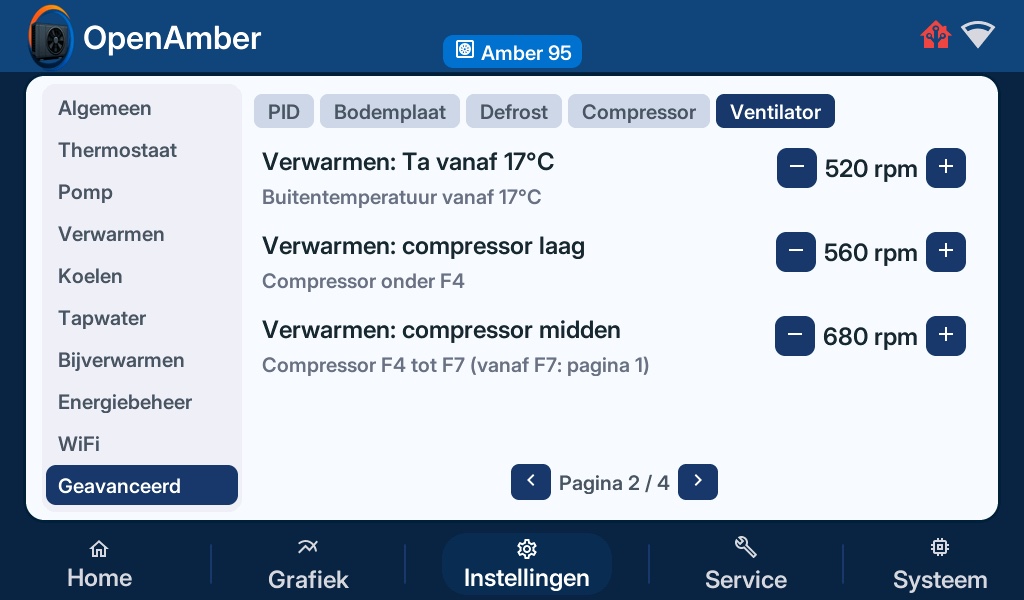 OpenAmber
Amber 95
Algemeen
Thermostaat
Pomp
Verwarmen
Koelen
Tapwater
Bijverwarmen
Energiebeheer
WiFi
Geavanceerd
PID Bodemplaat Defrost Compressor Ventilator
Verwarmen: Ta vanaf 17°C
Buitentemperatuur vanaf 17°C
− 520 rpm +
Verwarmen: compressor laag
Compressor onder F4
− 560 rpm +
Verwarmen: compressor midden
Compressor F4 tot F7 (vanaf F7: pagina 1)
− 680 rpm +
Pagina 2 / 4
Home Grafiek Instellingen Service Systeem